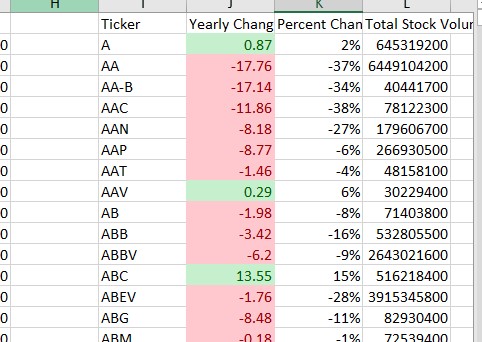 H I J K L
Ticker Yearly Chang Percent Chan Total Stock Volur
0 A 0.87 2% 645319200
0 AA -17.76 -37% 6449104200
0 AA-B -17.14 -34% 40441700
0 AAC -11.86 -38% 78122300
0 AAN -8.18 -27% 179606700
0 AAP -8.77 -6% 266930500
0 AAT -1.46 -4% 48158100
0 AAV 0.29 6% 30229400
0 AB -1.98 -8% 71403800
0 ABB -3.42 -16% 532805500
0 ABBV -6.2 -9% 2643021600
0 ABC 13.55 15% 516218400
0 ABEV -1.76 -28% 3915345800
0 ABG -8.48 -11% 82930400
0 ABM -0.18 -1% 72539400